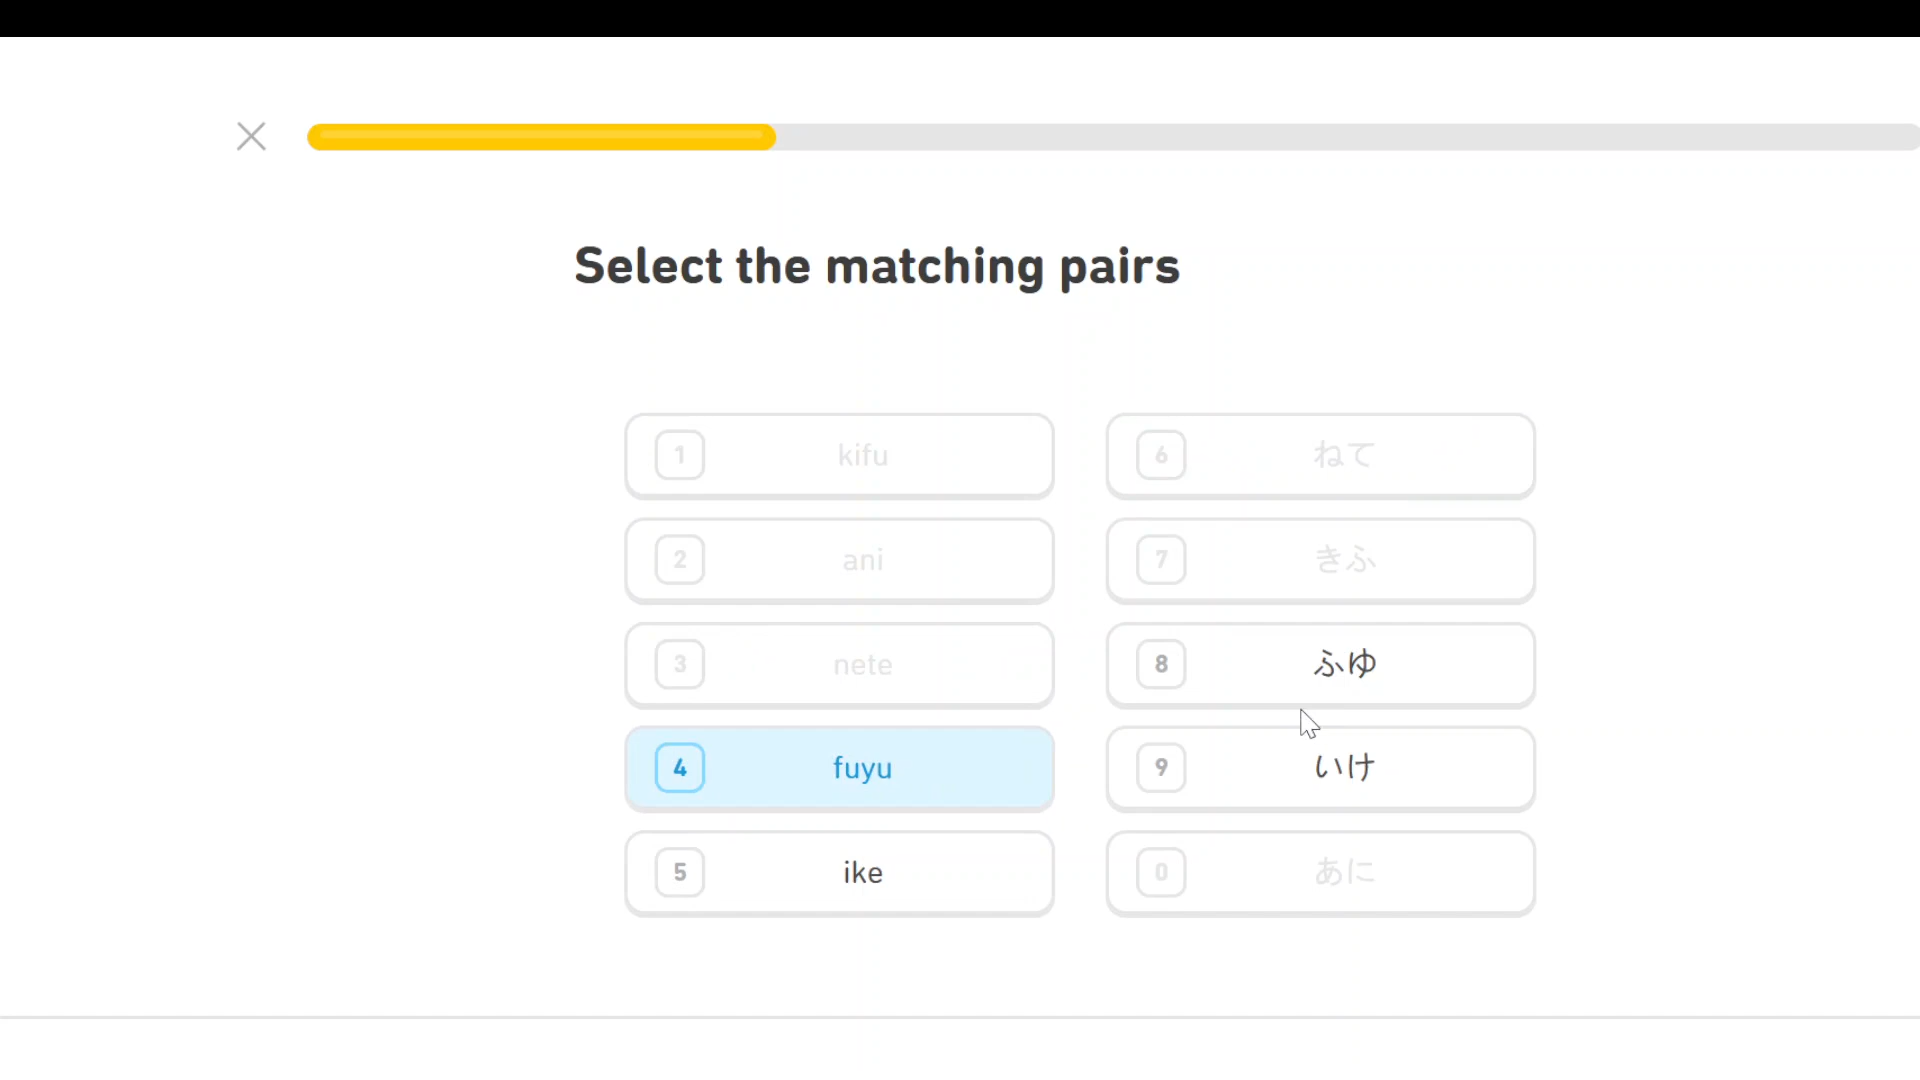 Select the matching pairs
1 kifu
6 ねて
2 ani
7 きふ
3 nete
8 ふゆ
4 fuyu
9 いけ
5 ike
0 あに